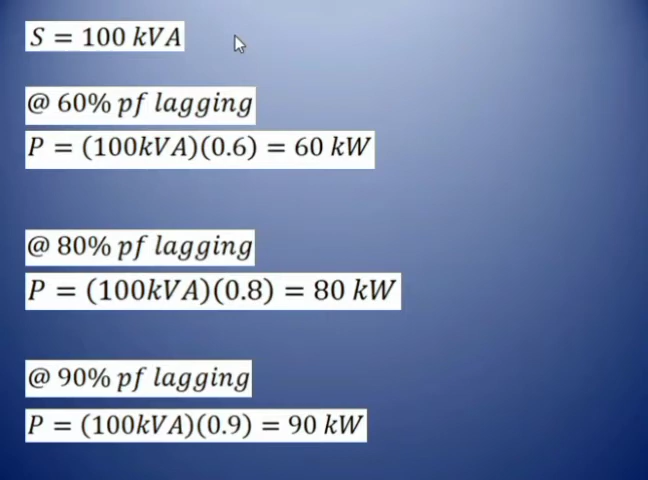 S = 100 kVA
@ 60% pf lagging
P = (100kVA)(0.6) = 60 kW
@ 80% pf lagging
P = (100kVA)(0.8) = 80 kW
@ 90% pf lagging
P = (100kVA)(0.9) = 90 kW